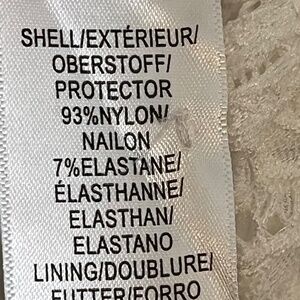 SHELL/EXTÉRIEUR/
OBERSTOFF/
PROTECTOR
93%NYLON/
NAILON
7%ELASTANE/
ÉLASTHANNE/
ELASTHAN/
ELASTANO
LINING/DOUBLURE/
FUTTER/FORRO